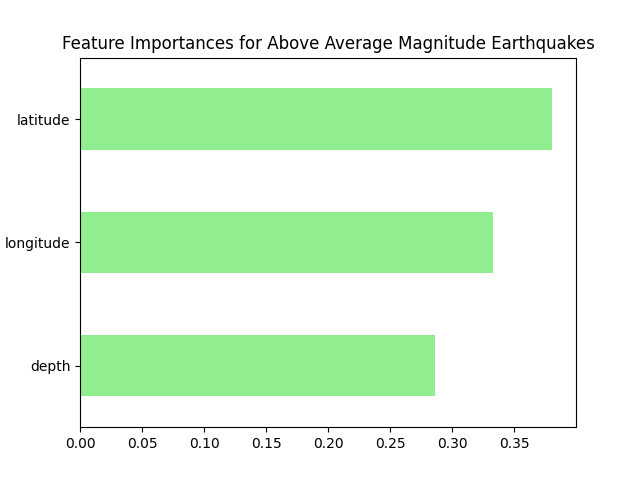 Feature Importances for Above Average Magnitude Earthquakes
latitude
longitude
depth
0.00 0.05 0.10 0.15 0.20 0.25 0.30 0.35